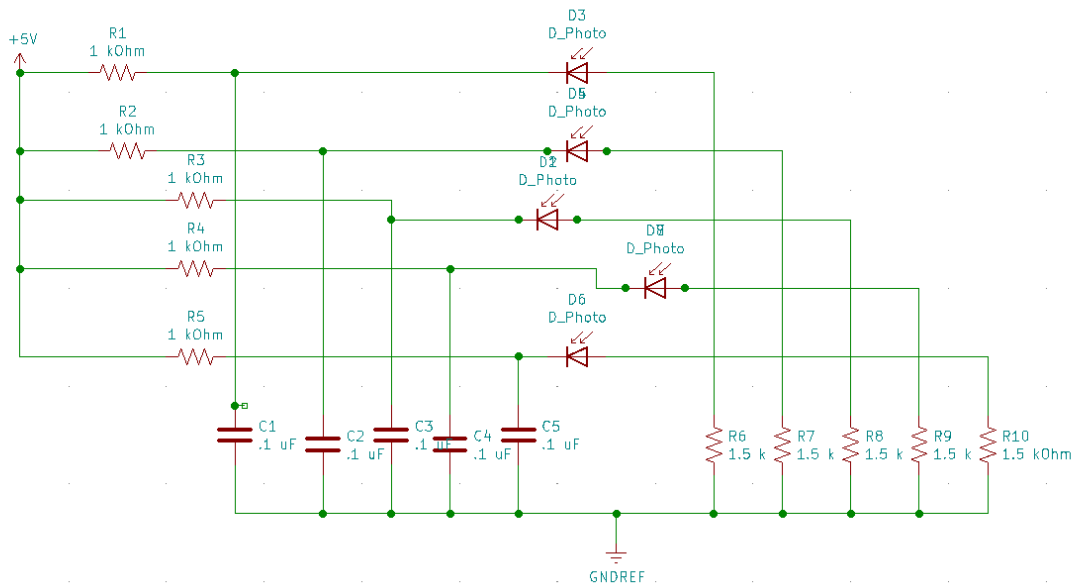 +5V
R1
1 kOhm
D3
D_Photo
R2
1 kOhm
D_Photo
R3
1 kOhm
D_Photo
R4
1 kOhm
D_Photo
R5
1 kOhm
D6
D_Photo
C1
.1 uF
C2
.1 uF
C3
.1 uF
C4
.1 uF
C5
.1 uF
R6
1.5 k
R7
1.5 k
R8
1.5 k
R9
1.5 k
R10
1.5 kOhm
GNDREF